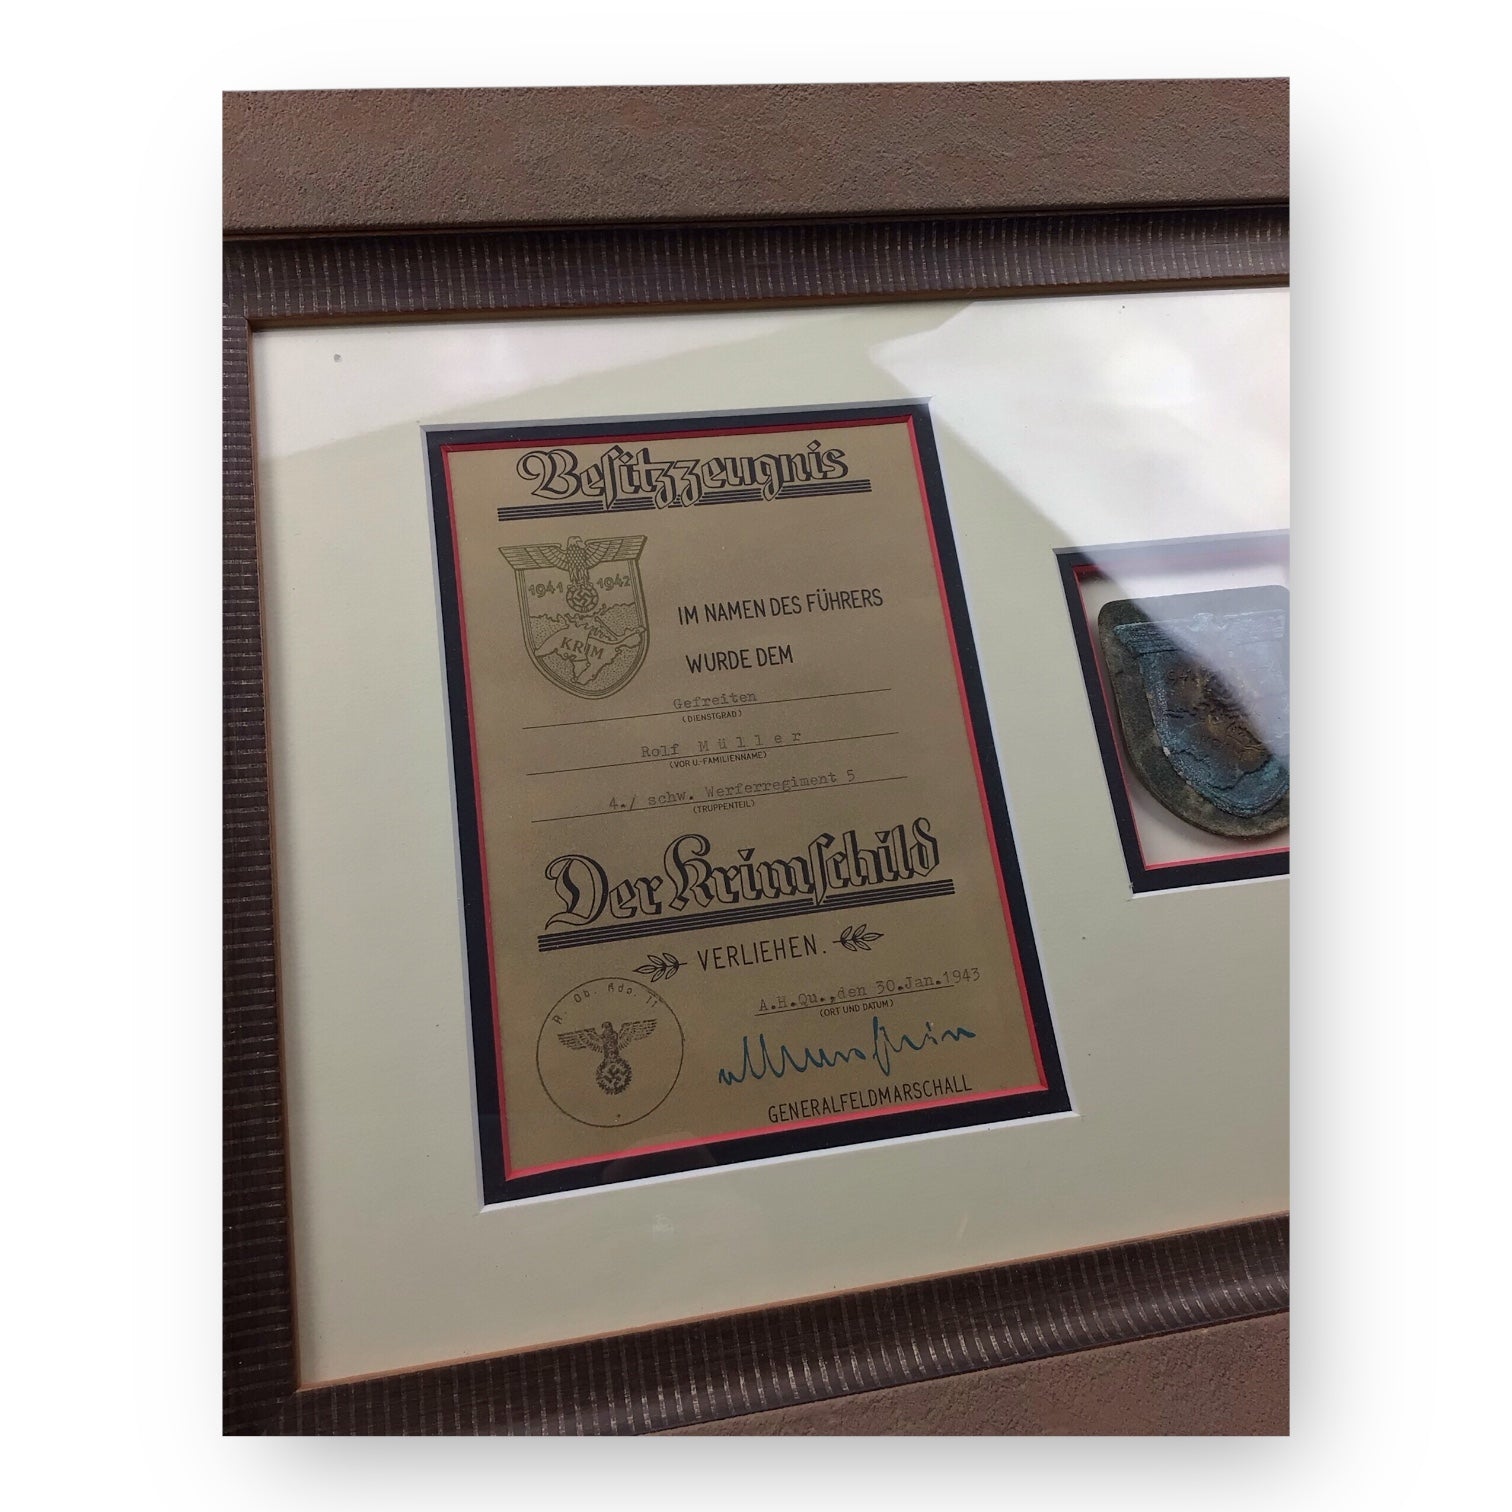 Besitzzeugnis
1941 1942
KRIM
IM NAMEN DES FÜHRERS
WURDE DEM
Gefreiten
(DIENSTGRAD)
Rolf Müller
(VOR U. FAMILIENNAME)
4./ schw. Werferregiment 5
(TRUPPENTEIL)
Der Krimschild
VERLIEHEN.
A.H.Qu.,den 30.Jan.1943
(ORT UND DATUM)
v Manstein
GENERALFELDMARSCHALL